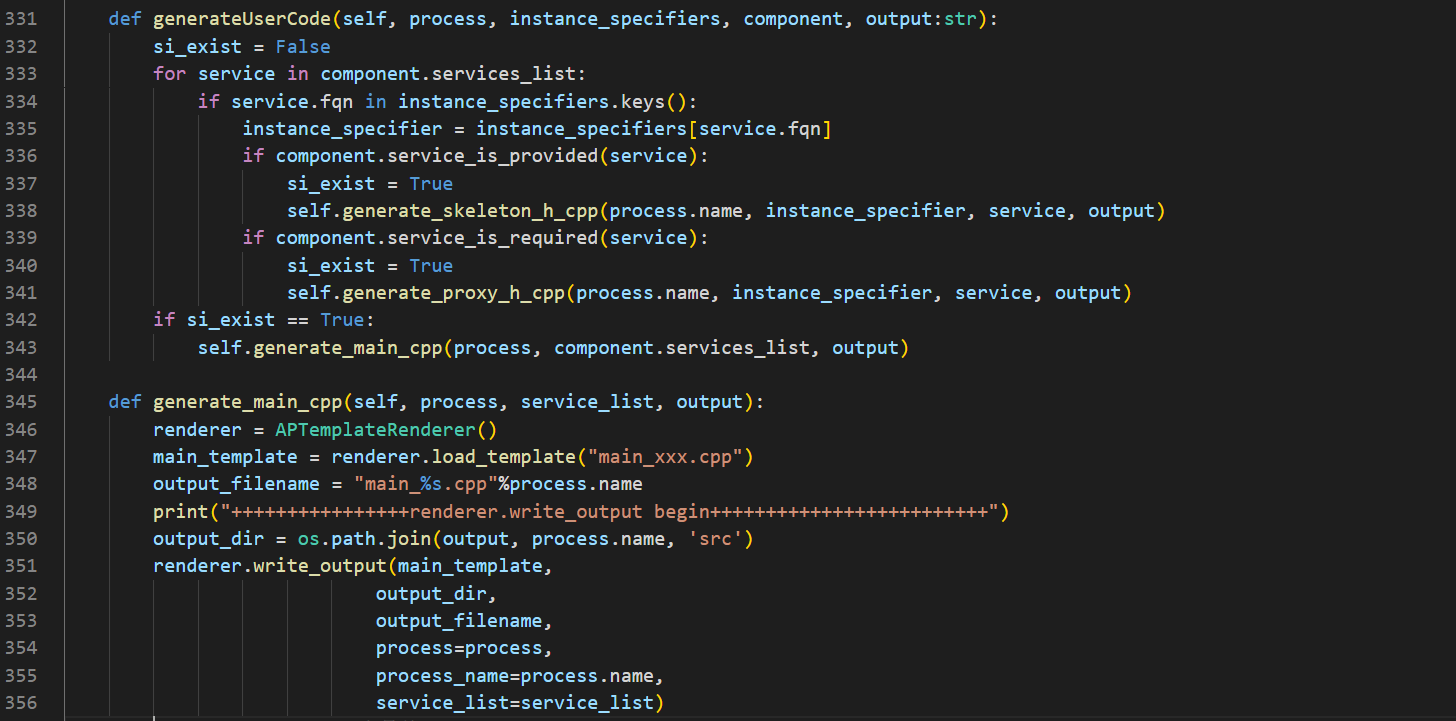 331     def generateUserCode(self, process, instance_specifiers, component, output:str):
332         si_exist = False
333         for service in component.services_list:
334             if service.fqn in instance_specifiers.keys():
335                 instance_specifier = instance_specifiers[service.fqn]
336                 if component.service_is_provided(service):
337                     si_exist = True
338                     self.generate_skeleton_h_cpp(process.name, instance_specifier, service, output)
339                 if component.service_is_required(service):
340                     si_exist = True
341                     self.generate_proxy_h_cpp(process.name, instance_specifier, service, output)
342         if si_exist == True:
343             self.generate_main_cpp(process, component.services_list, output)
344
345     def generate_main_cpp(self, process, service_list, output):
346         renderer = APTemplateRenderer()
347         main_template = renderer.load_template("main_xxx.cpp")
348         output_filename = "main_%s.cpp"%process.name
349         print("++++++++++++++++renderer.write_output begin+++++++++++++++++++++++++")
350         output_dir = os.path.join(output, process.name, 'src')
351         renderer.write_output(main_template,
352                             output_dir,
353                             output_filename,
354                             process=process,
355                             process_name=process.name,
356                             service_list=service_list)